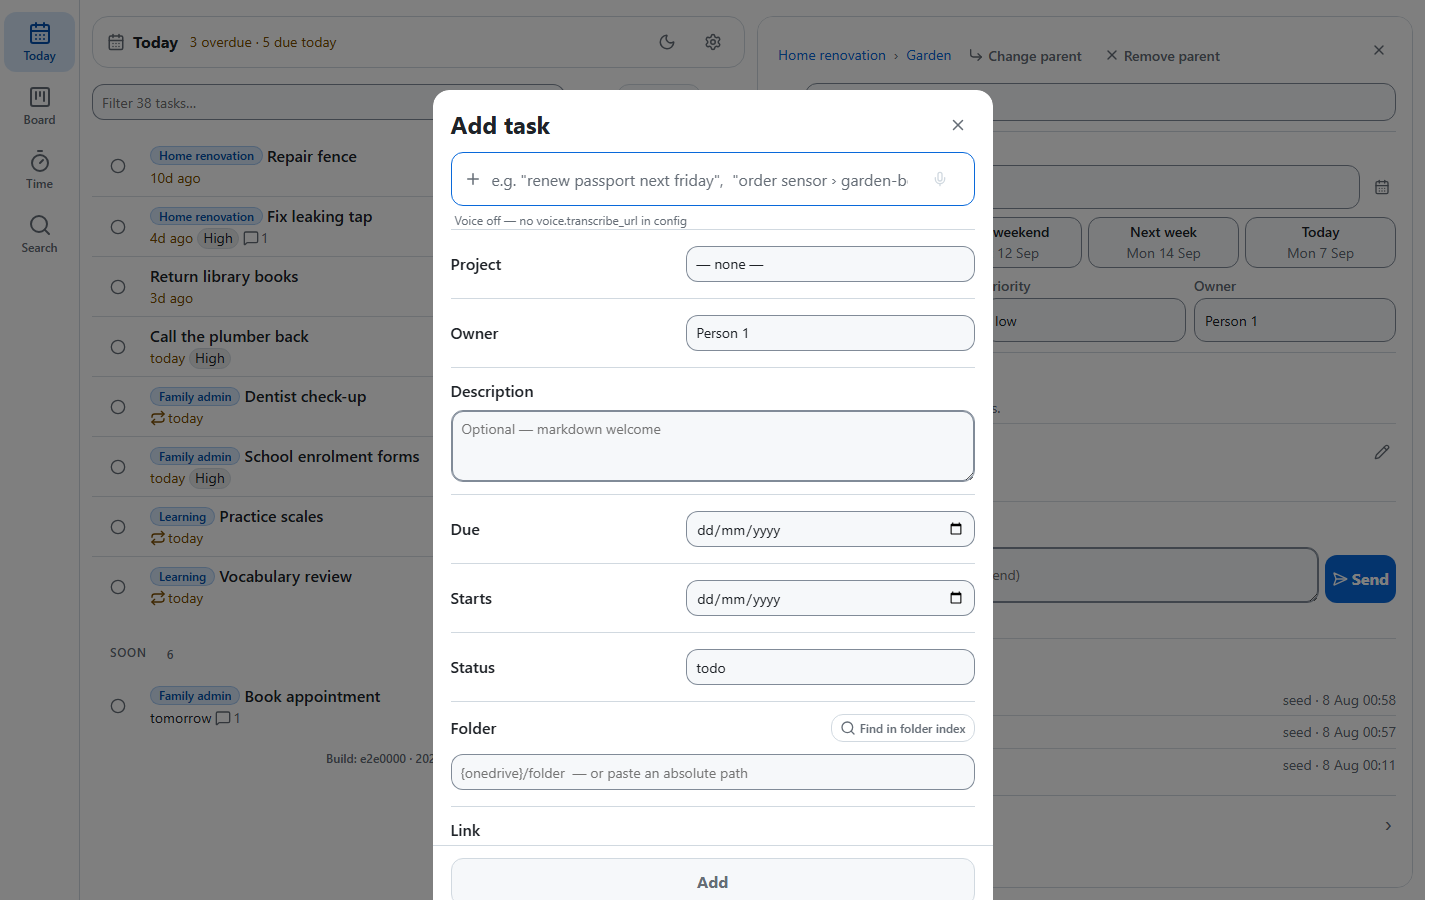 Today
Board
Time
Search
Today 3 overdue · 5 due today
Filter 38 tasks...
Home renovation Repair fence
10d ago
Home renovation Fix leaking tap
4d ago High 1
Return library books
3d ago
Call the plumber back
today High
Family admin Dentist check-up
today
Family admin School enrolment forms
today High
Learning Practice scales
today
Learning Vocabulary review
today
SOON 6
Family admin Book appointment
tomorrow 1
Build: e2e0000 · 202
Add task
e.g. "renew passport next friday", "order sensor › garden-b
Voice off — no voice.transcribe_url in config
Project — none —
Owner Person 1
Description
Optional — markdown welcome
Due dd/mm/yyyy
Starts dd/mm/yyyy
Status todo
Folder Find in folder index
{onedrive}/folder — or paste an absolute path
Link
Add
Home renovation › Garden Change parent Remove parent
weekend Next week Today
12 Sep Mon 14 Sep Mon 7 Sep
riority Owner
low Person 1
s.
end) Send
seed · 8 Aug 00:58
seed · 8 Aug 00:57
seed · 8 Aug 00:11